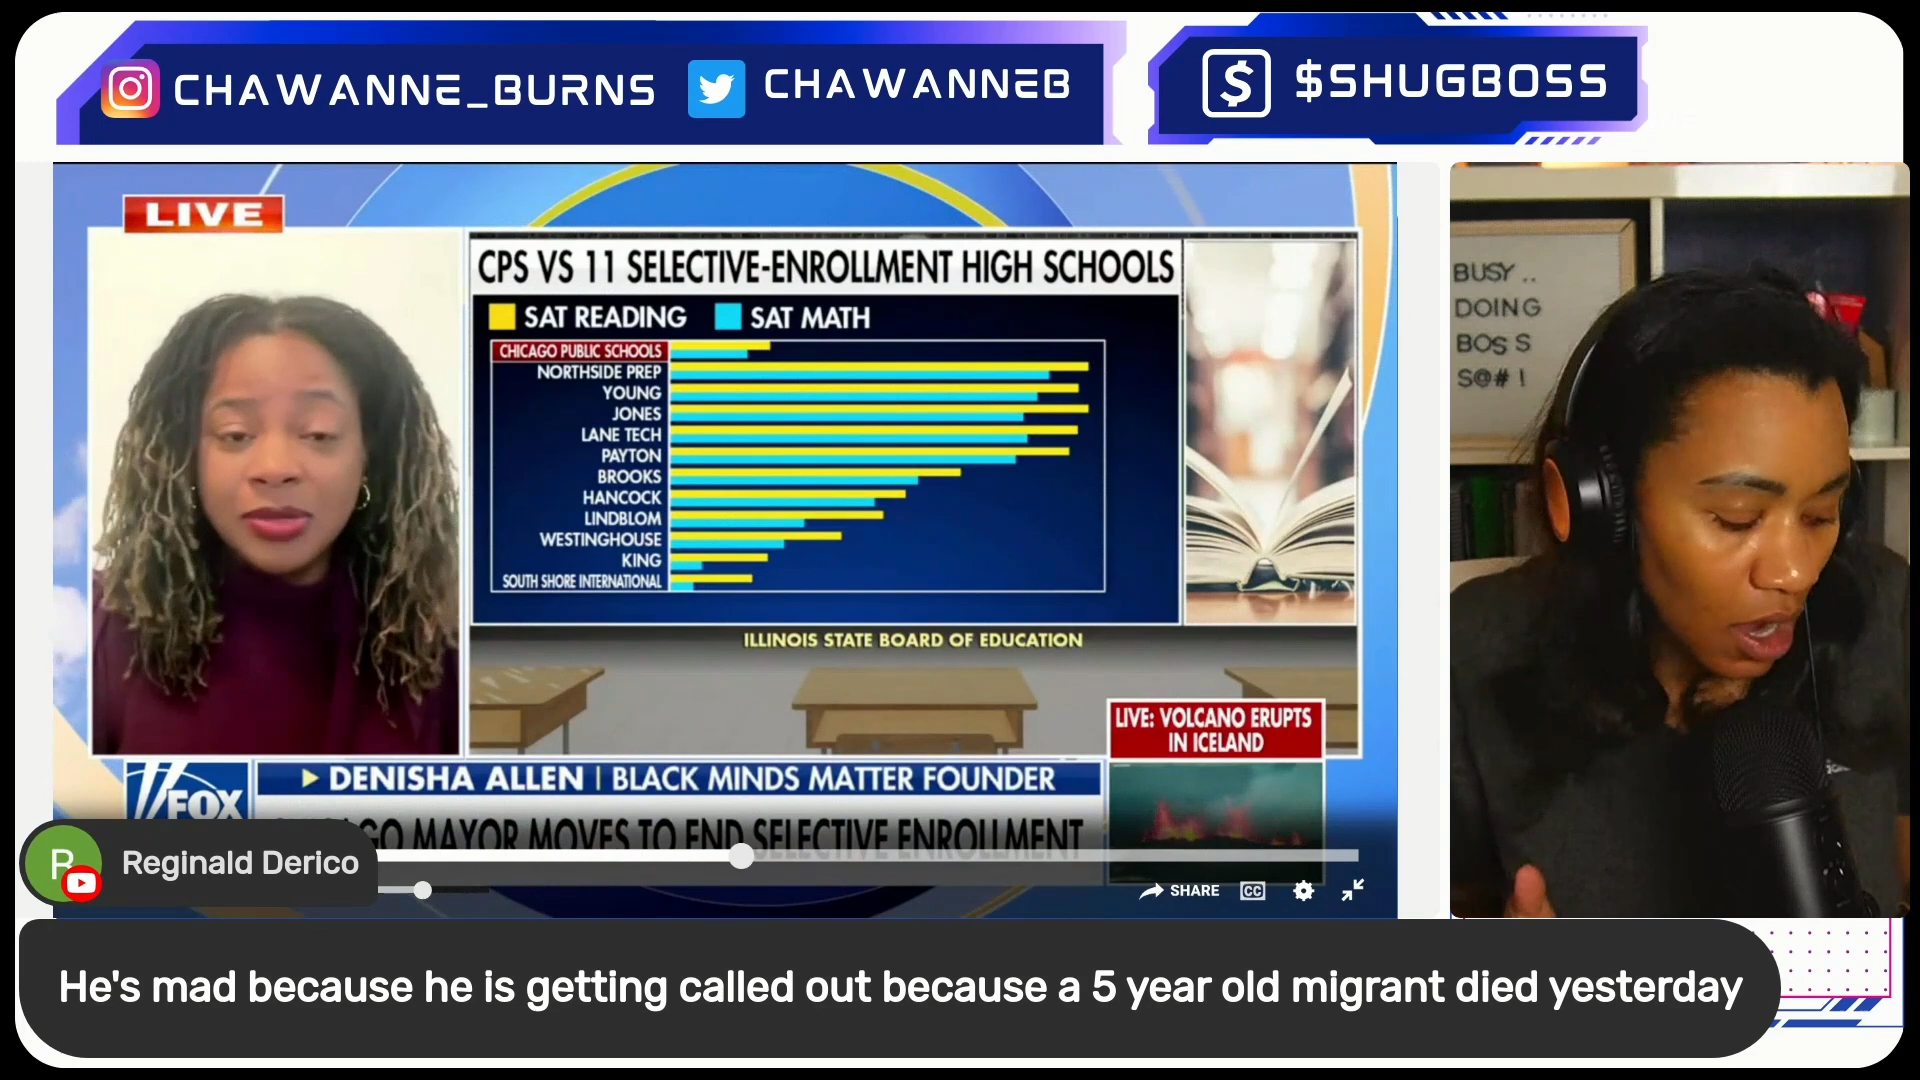 CHAWANNE_BURNS
CHAWANNEB
$SHUGBOSS
LIVE
CPS VS 11 SELECTIVE-ENROLLMENT HIGH SCHOOLS
SAT READING
SAT MATH
CHICAGO PUBLIC SCHOOLS
NORTHSIDE PREP
YOUNG
JONES
LANE TECH
PAYTON
BROOKS
HANCOCK
LINDBLOM
WESTINGHOUSE
KING
SOUTH SHORE INTERNATIONAL
ILLINOIS STATE BOARD OF EDUCATION
BUSY ..
DOING
BOSS
S@#!
LIVE: VOLCANO ERUPTS
IN ICELAND
DENISHA ALLEN | BLACK MINDS MATTER FOUNDER
FOX
MAYOR MOVES TO END SELECTIVE ENROLLMENT
R
Reginald Derico
SHARE
CC
He's mad because he is getting called out because a 5 year old migrant died yesterday